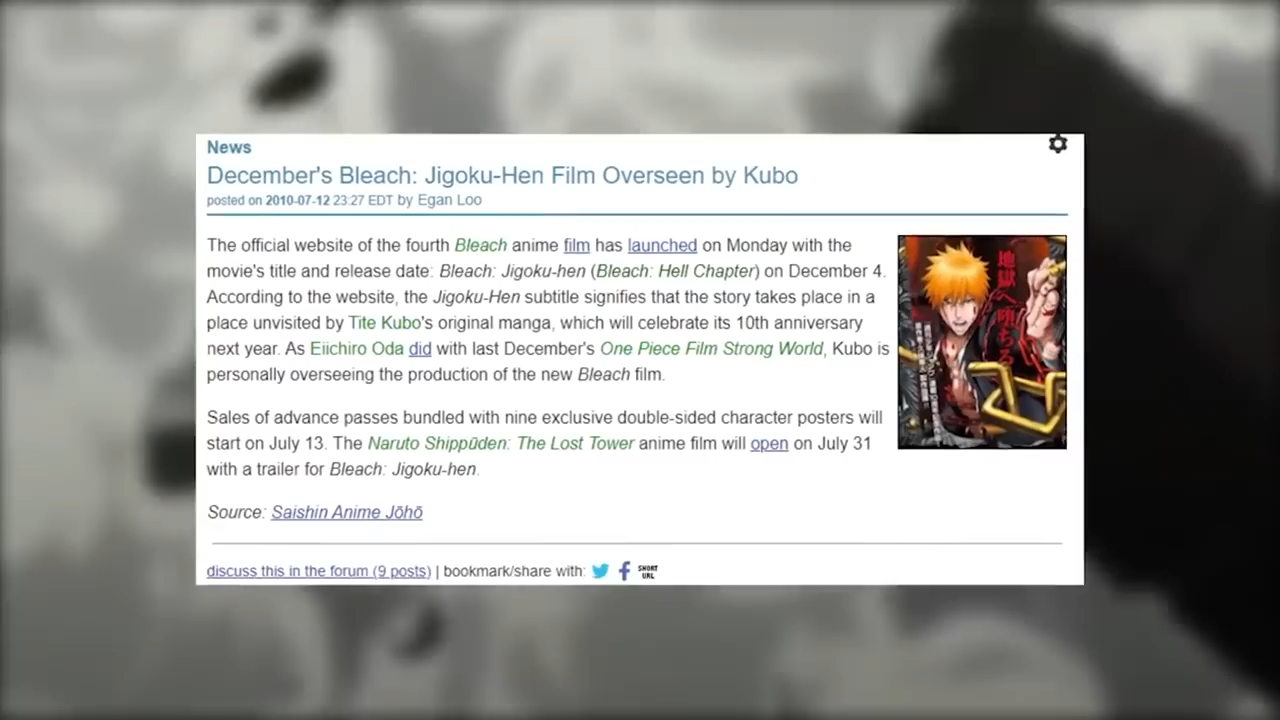 News
December's Bleach: Jigoku-Hen Film Overseen by Kubo
posted on 2010-07-12 23:27 EDT by Egan Loo
The official website of the fourth Bleach anime film has launched on Monday with the
movie's title and release date: Bleach: Jigoku-hen (Bleach: Hell Chapter) on December 4.
According to the website, the Jigoku-Hen subtitle signifies that the story takes place in a
place unvisited by Tite Kubo's original manga, which will celebrate its 10th anniversary
next year. As Eiichiro Oda did with last December's One Piece Film Strong World, Kubo is
personally overseeing the production of the new Bleach film.
地獄へ堕ちろ
Sales of advance passes bundled with nine exclusive double-sided character posters will
start on July 13. The Naruto Shippūden: The Lost Tower anime film will open on July 31
with a trailer for Bleach: Jigoku-hen.
Source: Saishin Anime Jōhō
discuss this in the forum (9 posts) | bookmark/share with:
SHORT
URL